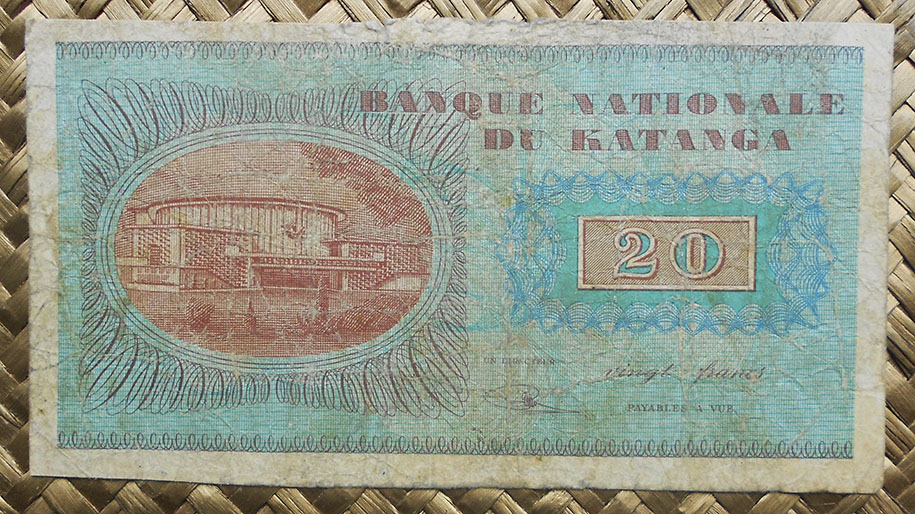 BANQUE NATIONALE
DU KATANGA
20
UN DIRECTEUR
vingt francs
PAYABLES A VUE